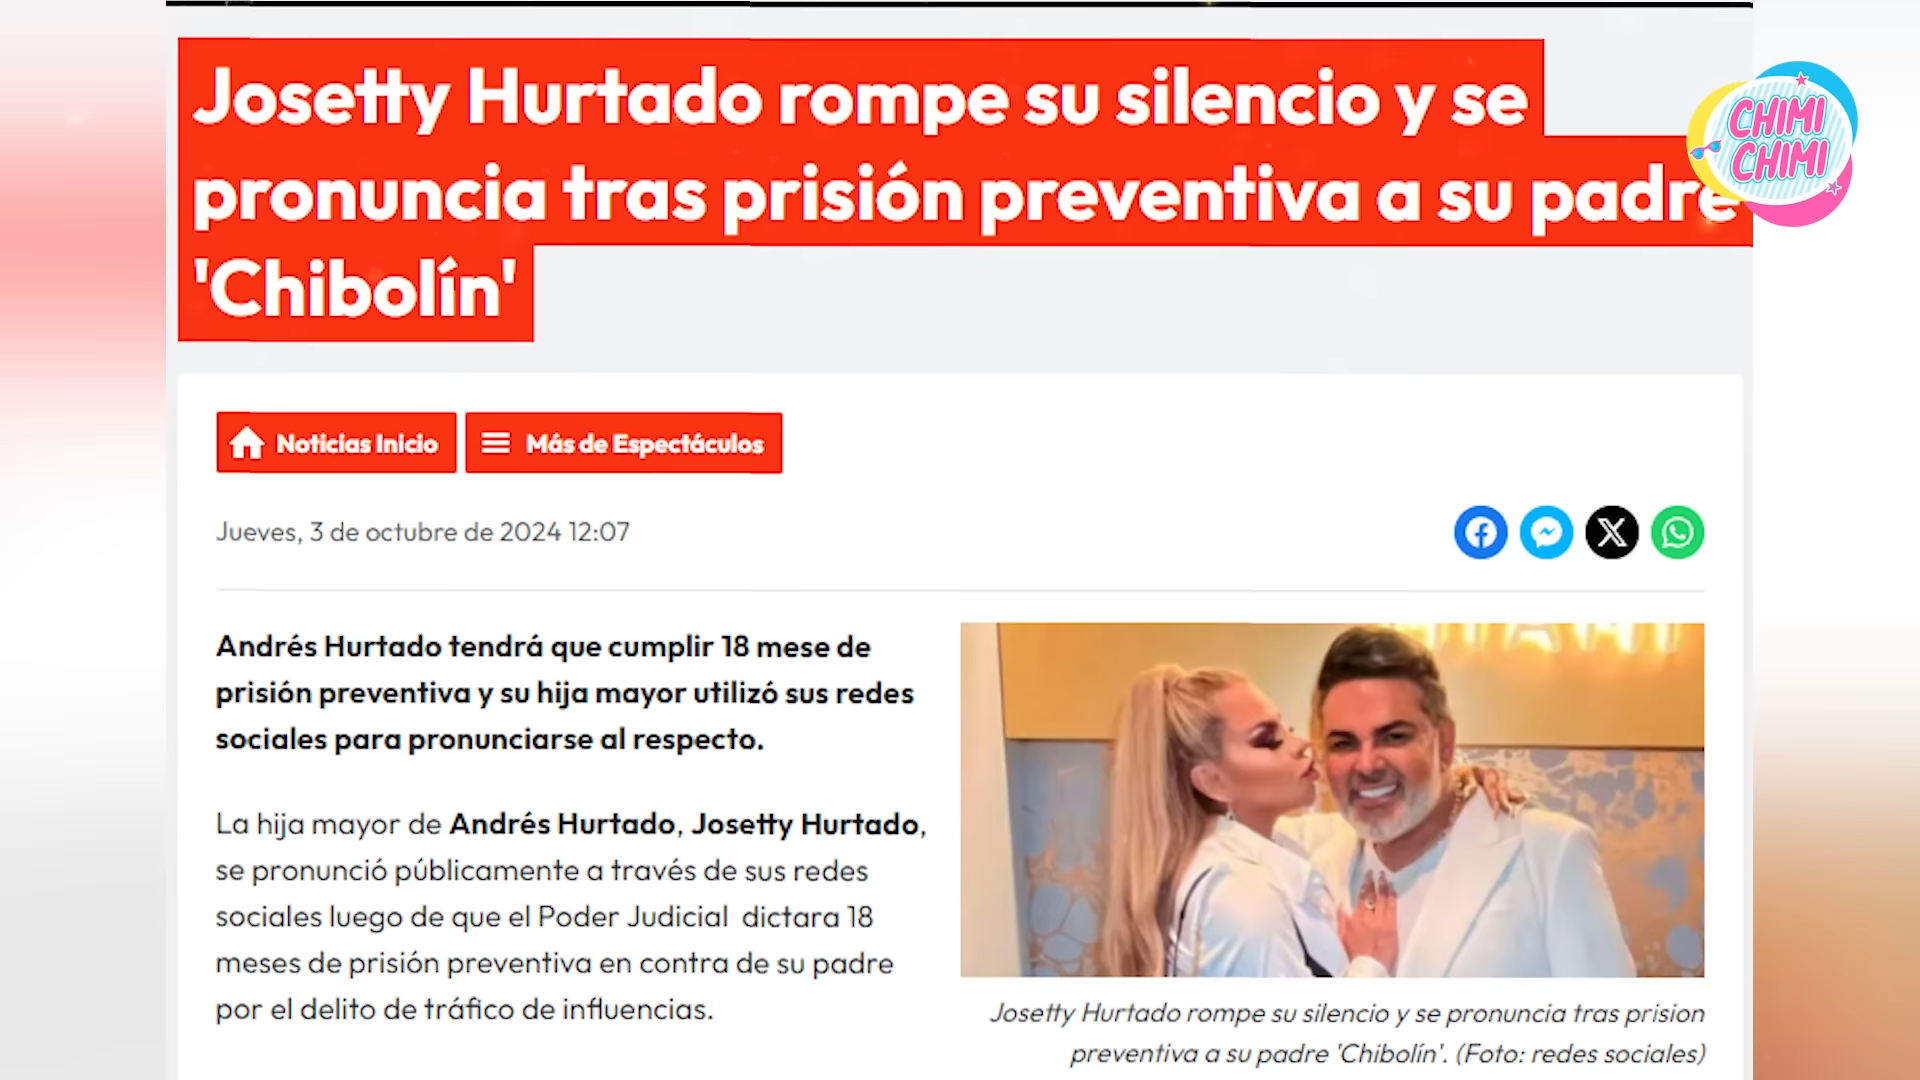 Josetty Hurtado rompe su silencio y se
pronuncia tras prisión preventiva a su padre
'Chibolín'
CHIMI
CHIMI
Noticias Inicio
Más de Espectáculos
Jueves, 3 de octubre de 2024 12:07
Andrés Hurtado tendrá que cumplir 18 mese de
prisión preventiva y su hija mayor utilizó sus redes
sociales para pronunciarse al respecto.
La hija mayor de Andrés Hurtado, Josetty Hurtado,
se pronunció públicamente a través de sus redes
sociales luego de que el Poder Judicial dictara 18
meses de prisión preventiva en contra de su padre
por el delito de tráfico de influencias.
Josetty Hurtado rompe su silencio y se pronuncia tras prision
preventiva a su padre 'Chibolín'. (Foto: redes sociales)